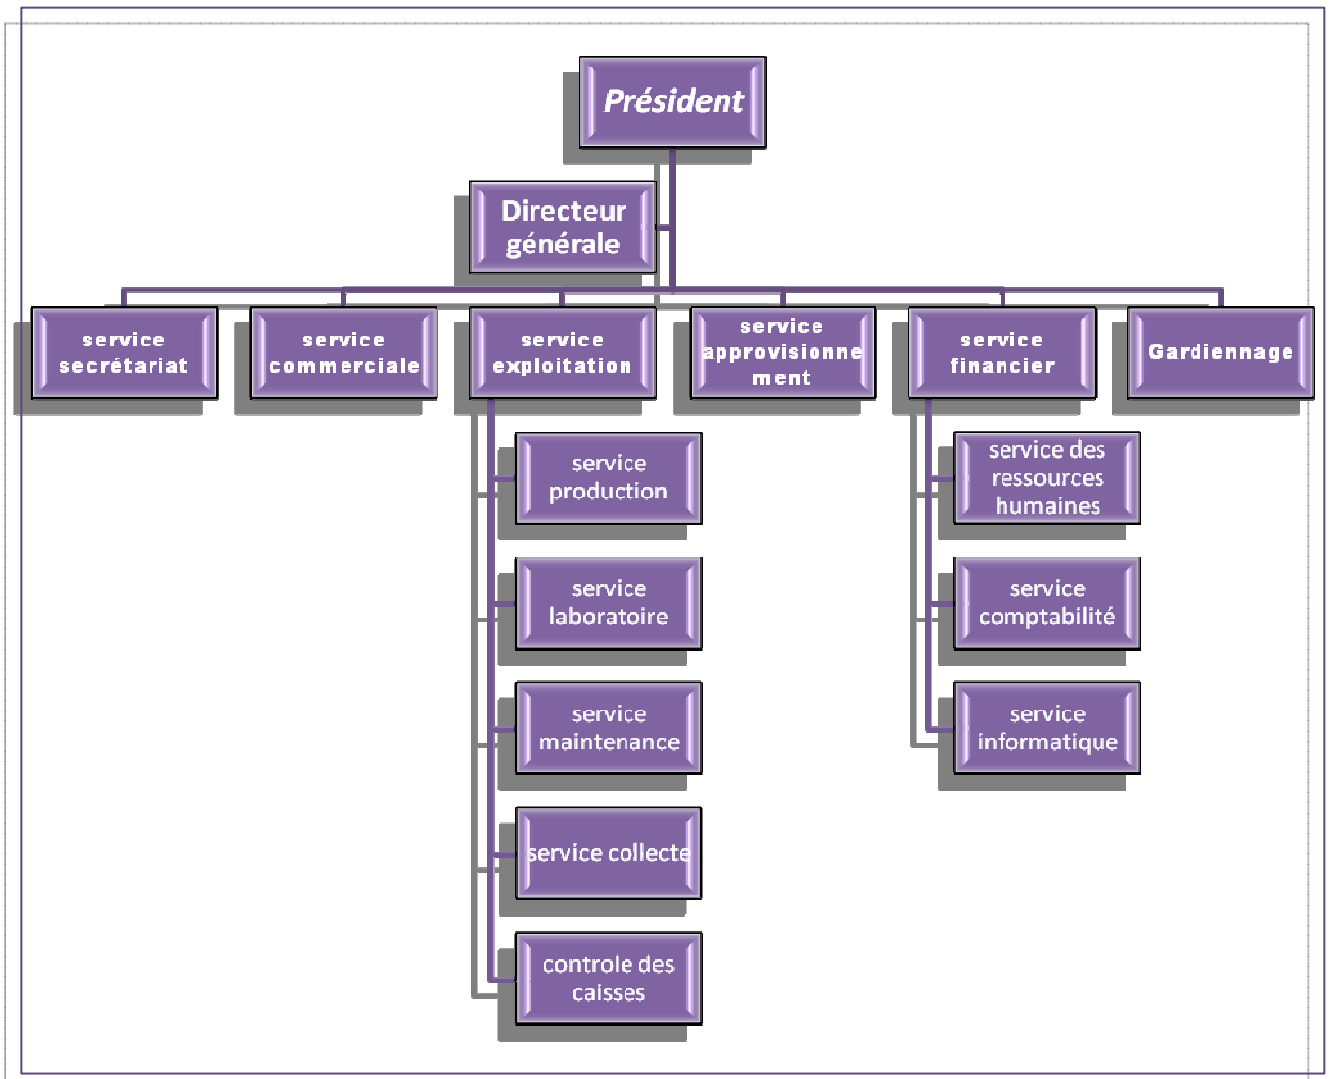 Président
Directeur
générale
service
secrétariat
service
commerciale
service
exploitation
service
approvisionne
ment
service
financier
Gardiennage
service
production
service
laboratoire
service
maintenance
service collecte
controle des
caisses
service des
ressources
humaines
service
comptabilité
service
informatique